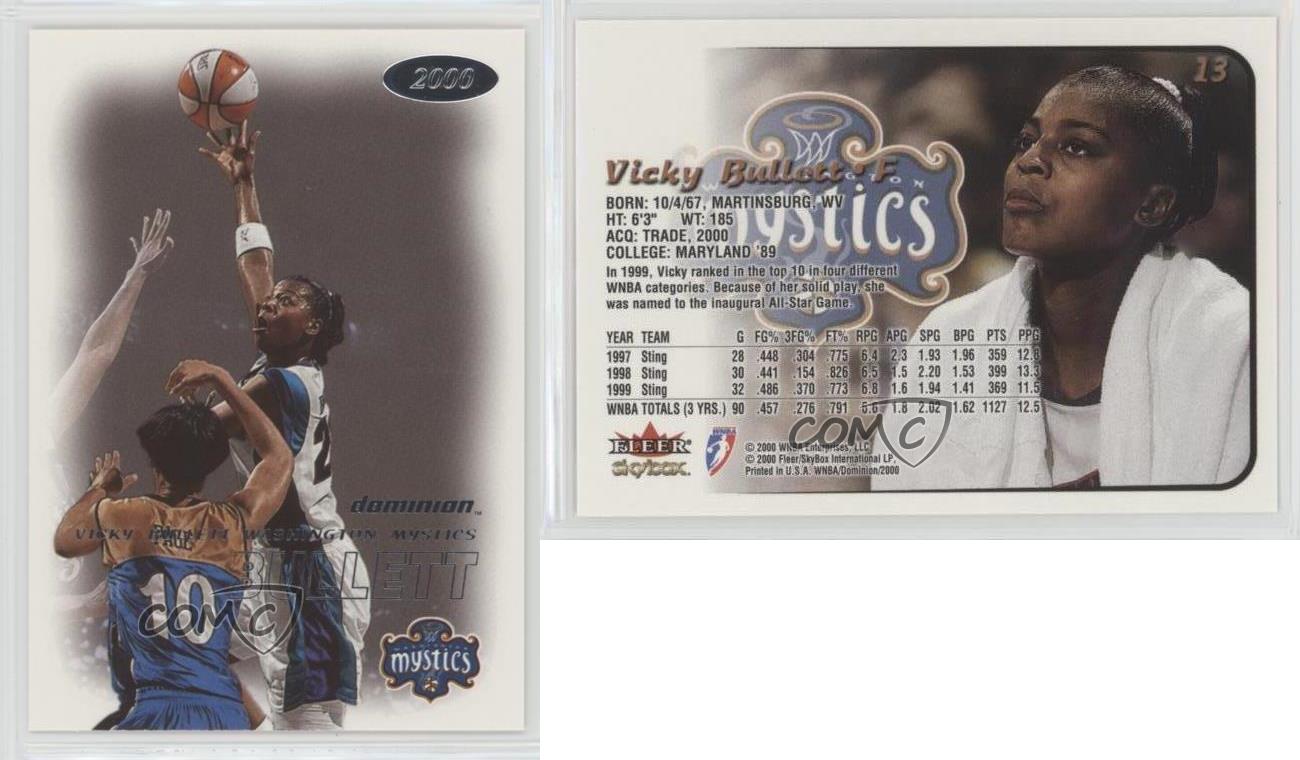 2000
dominion™
VICKY BULLETT WASHINGTON MYSTICS
BULLETT
10
COMC
WASHINGTON
mystics
13
Vicky Bullett • F
WASHINGTON
mystics
BORN: 10/4/67, MARTINSBURG, WV
HT: 6'3" WT: 185
ACQ: TRADE, 2000
COLLEGE: MARYLAND '89
In 1999, Vicky ranked in the top 10 in four different
WNBA categories. Because of her solid play, she
was named to the inaugural All-Star Game.
YEAR TEAM G FG% 3FG% FT% RPG APG SPG BPG PTS PPG
1997 Sting 28 .448 .304 .775 6.4 2.3 1.93 1.96 359 12.8
1998 Sting 30 .441 .154 .826 6.5 1.5 2.20 1.53 399 13.3
1999 Sting 32 .486 .370 .773 6.8 1.6 1.94 1.41 369 11.5
WNBA TOTALS (3 YRS.) 90 .457 .276 .791 6.6 1.8 2.02 1.62 1127 12.5
COMC
FLEER
skybox
WNBA
© 2000 WNBA Enterprises, LLC
© 2000 Fleer/SkyBox International LP.
Printed in U.S.A. WNBA/Dominion/2000